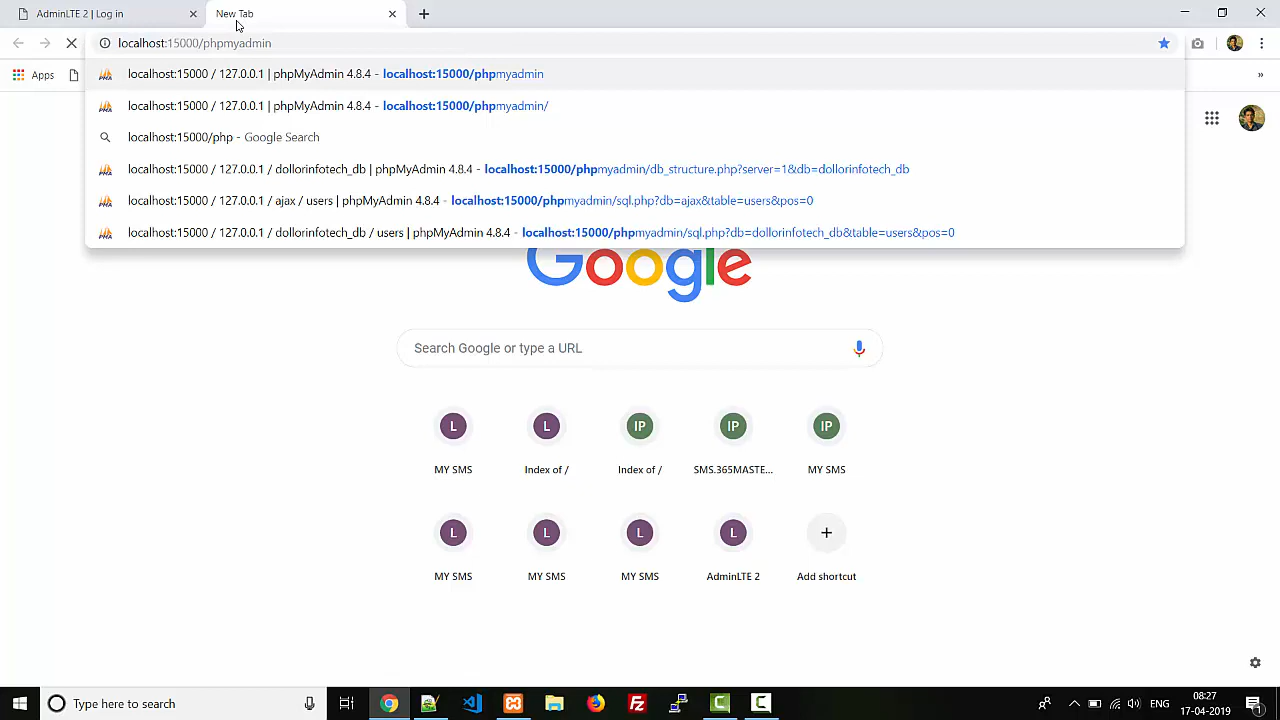 AdminLTE 2 | Log in
New Tab
localhost:15000/phpmyadmin
Apps
»
localhost:15000 / 127.0.0.1 | phpMyAdmin 4.8.4 - localhost:15000/phpmyadmin
localhost:15000 / 127.0.0.1 | phpMyAdmin 4.8.4 - localhost:15000/phpmyadmin/
localhost:15000/php - Google Search
localhost:15000 / 127.0.0.1 / dollorinfotech_db | phpMyAdmin 4.8.4 - localhost:15000/phpmyadmin/db_structure.php?server=1&db=dollorinfotech_db
localhost:15000 / 127.0.0.1 / ajax / users | phpMyAdmin 4.8.4 - localhost:15000/phpmyadmin/sql.php?db=ajax&table=users&pos=0
localhost:15000 / 127.0.0.1 / dollorinfotech_db / users | phpMyAdmin 4.8.4 - localhost:15000/phpmyadmin/sql.php?db=dollorinfotech_db&table=users&pos=0
Google
Search Google or type a URL
L L IP IP IP
MY SMS Index of / Index of / SMS.365MASTE... MY SMS
L L L L
MY SMS MY SMS MY SMS AdminLTE 2 Add shortcut
Type here to search
Fz
ENG
08:27
17-04-2019
1